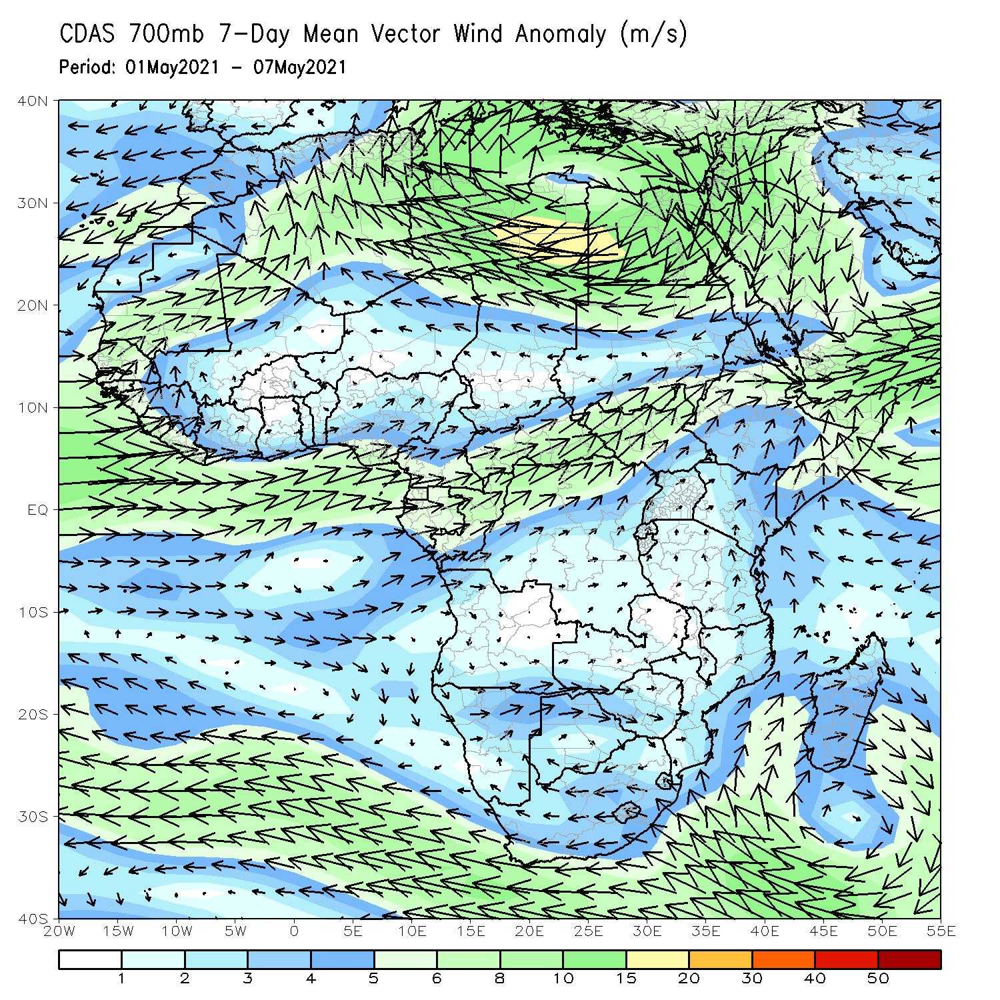 CDAS 700mb 7-Day Mean Vector Wind Anomaly (m/s)
Period: 01May2021 - 07May2021
40N
30N
20N
10N
EQ
10S
20S
30S
40S
20W 15W 10W 5W 0 5E 10E 15E 20E 25E 30E 35E 40E 45E 50E 55E
1 2 3 4 5 6 8 10 15 20 30 40 50